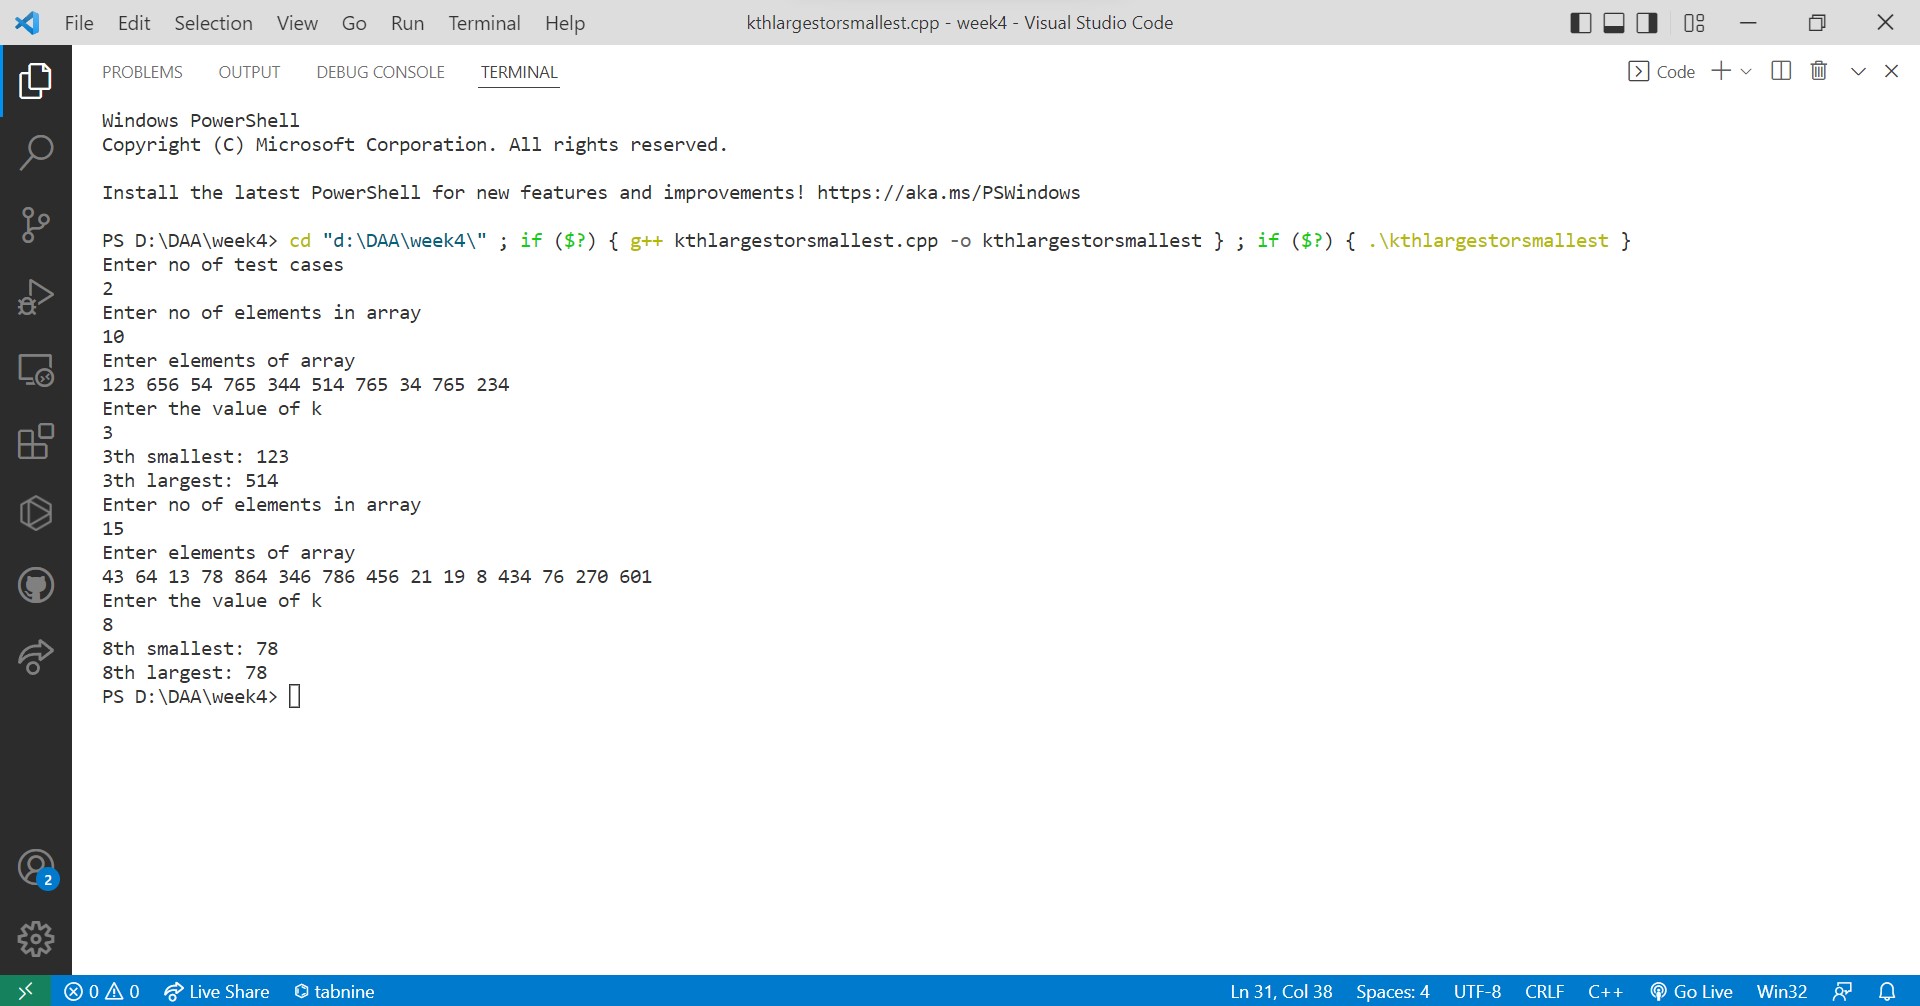 File Edit Selection View Go Run Terminal Help kthlargestorsmallest.cpp - week4 - Visual Studio Code
PROBLEMS OUTPUT DEBUG CONSOLE TERMINAL Code
Windows PowerShell
Copyright (C) Microsoft Corporation. All rights reserved.
Install the latest PowerShell for new features and improvements! https://aka.ms/PSWindows
PS D:\DAA\week4> cd "d:\DAA\week4\" ; if ($?) { g++ kthlargestorsmallest.cpp -o kthlargestorsmallest } ; if ($?) { .\kthlargestorsmallest }
Enter no of test cases
2
Enter no of elements in array
10
Enter elements of array
123 656 54 765 344 514 765 34 765 234
Enter the value of k
3
3th smallest: 123
3th largest: 514
Enter no of elements in array
15
Enter elements of array
43 64 13 78 864 346 786 456 21 19 8 434 76 270 601
Enter the value of k
8
8th smallest: 78
8th largest: 78
PS D:\DAA\week4>
2
0 0 Live Share tabnine Ln 31, Col 38 Spaces: 4 UTF-8 CRLF C++ Go Live Win32